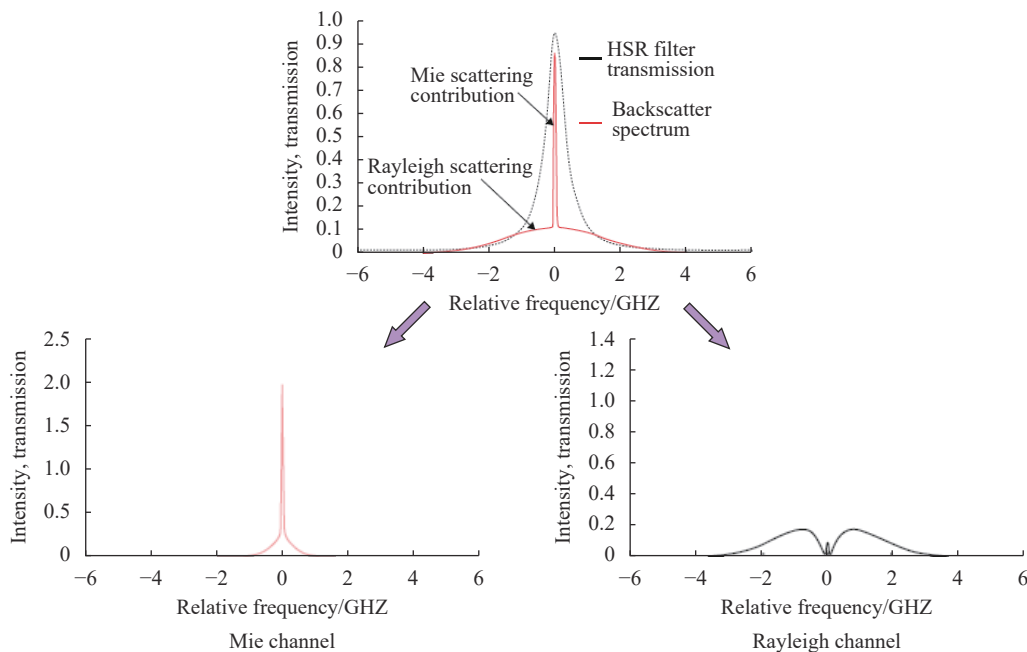 1.0
0.9
0.8
0.7
0.6
0.5
0.4
0.3
0.2
0.1
0
Intensity, transmission
Mie scattering
contribution
Rayleigh scattering
contribution
HSR filter
transmission
Backscatter
spectrum
−6 −4 −2 0 2 4 6
Relative frequency/GHZ
2.5
2.0
1.5
1.0
0.5
0
Intensity, transmission
−6 −4 −2 0 2 4 6
Relative frequency/GHZ
Mie channel
1.4
1.2
1.0
0.8
0.6
0.4
0.2
0
Intensity, transmission
−6 −4 −2 0 2 4 6
Relative frequency/GHZ
Rayleigh channel